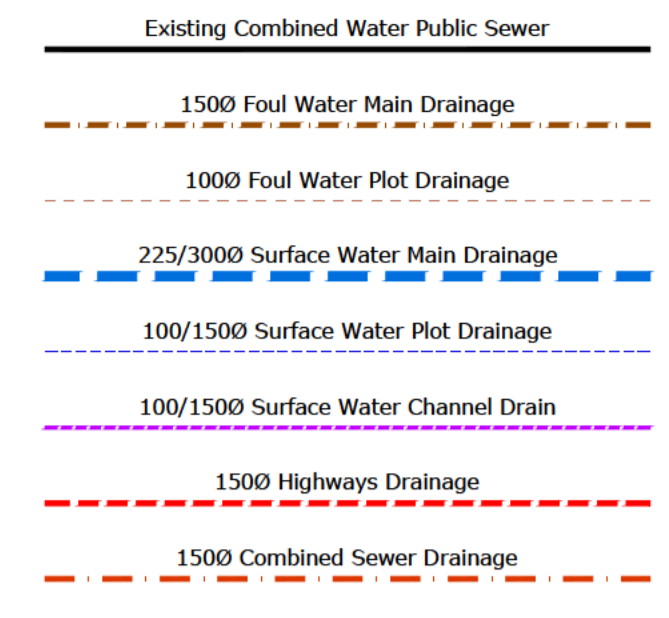 Existing Combined Water Public Sewer
150Ø Foul Water Main Drainage
100Ø Foul Water Plot Drainage
225/300Ø Surface Water Main Drainage
100/150Ø Surface Water Plot Drainage
100/150Ø Surface Water Channel Drain
150Ø Highways Drainage
150Ø Combined Sewer Drainage